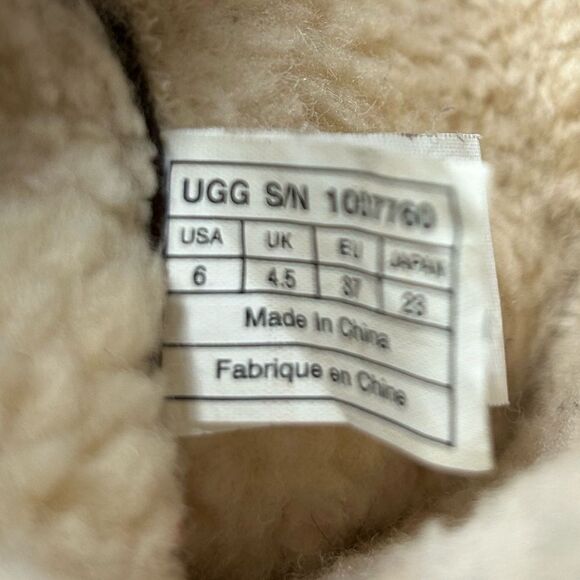 UGG S/N
USA UK EU JAPAN
6 4.5 37 23
Made In China
Fabrique en Chine